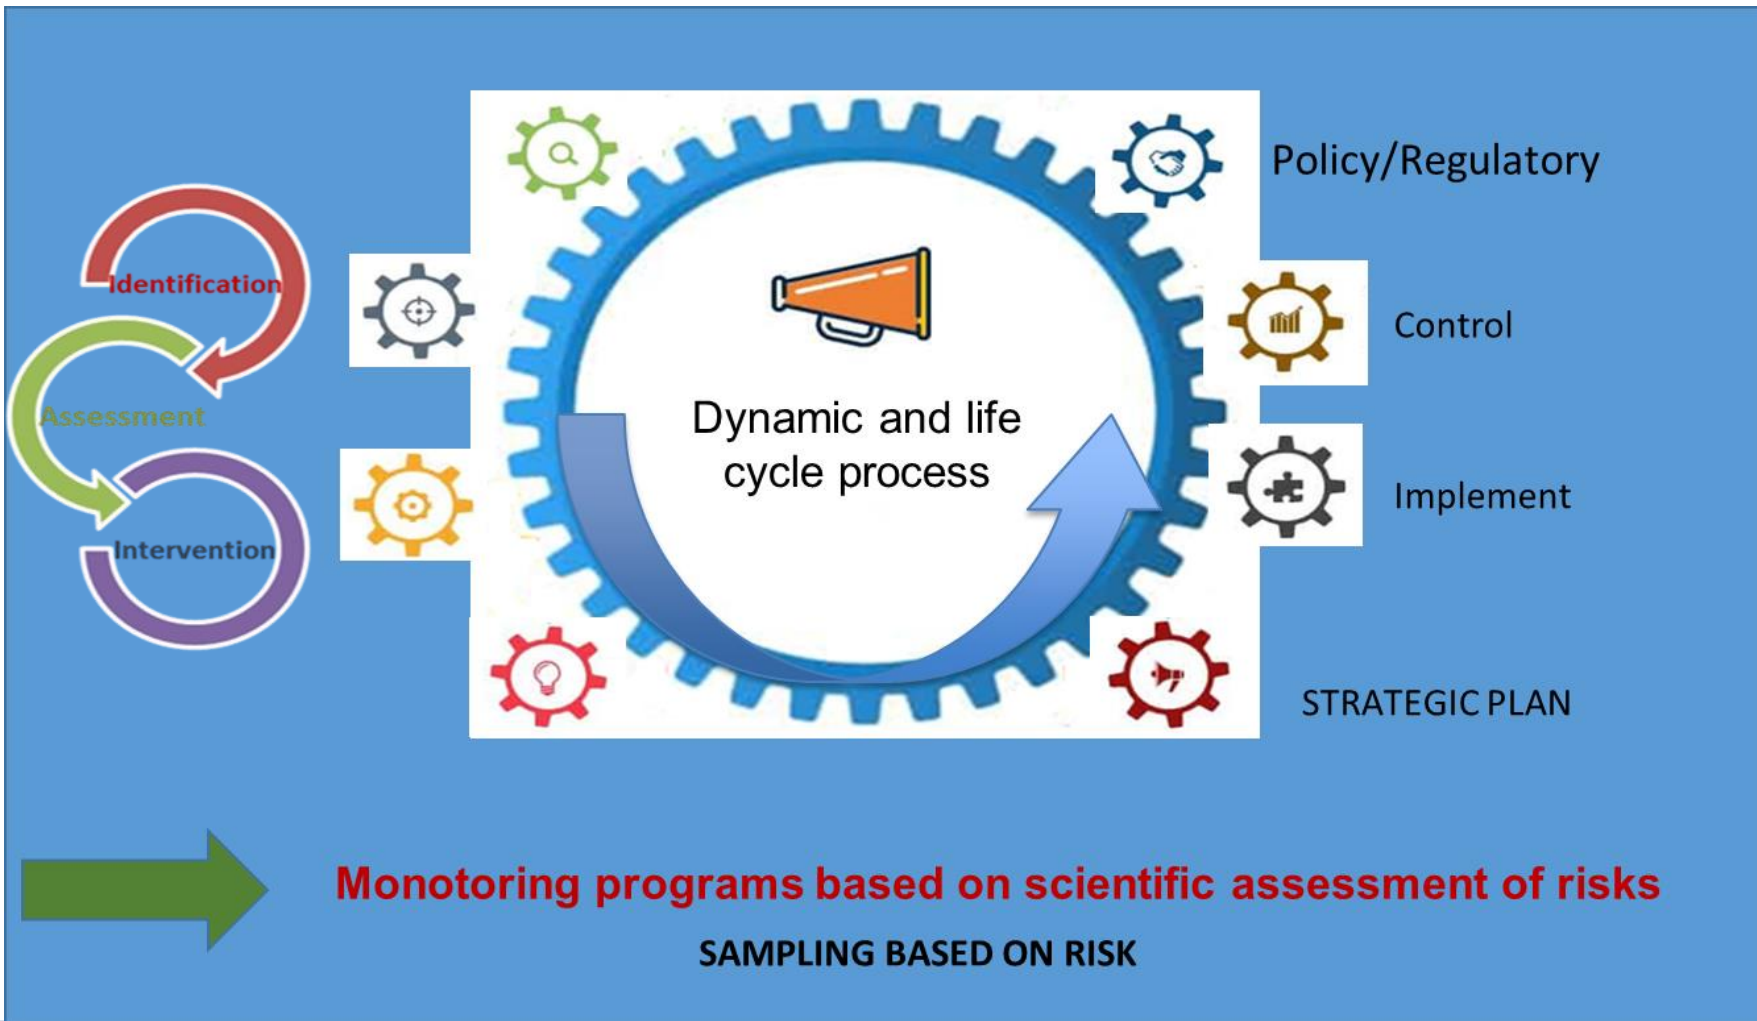 Identification
Assessment
Intervention
Dynamic and life
cycle process
Policy/Regulatory
Control
Implement
STRATEGIC PLAN
Monotoring programs based on scientific assessment of risks
SAMPLING BASED ON RISK